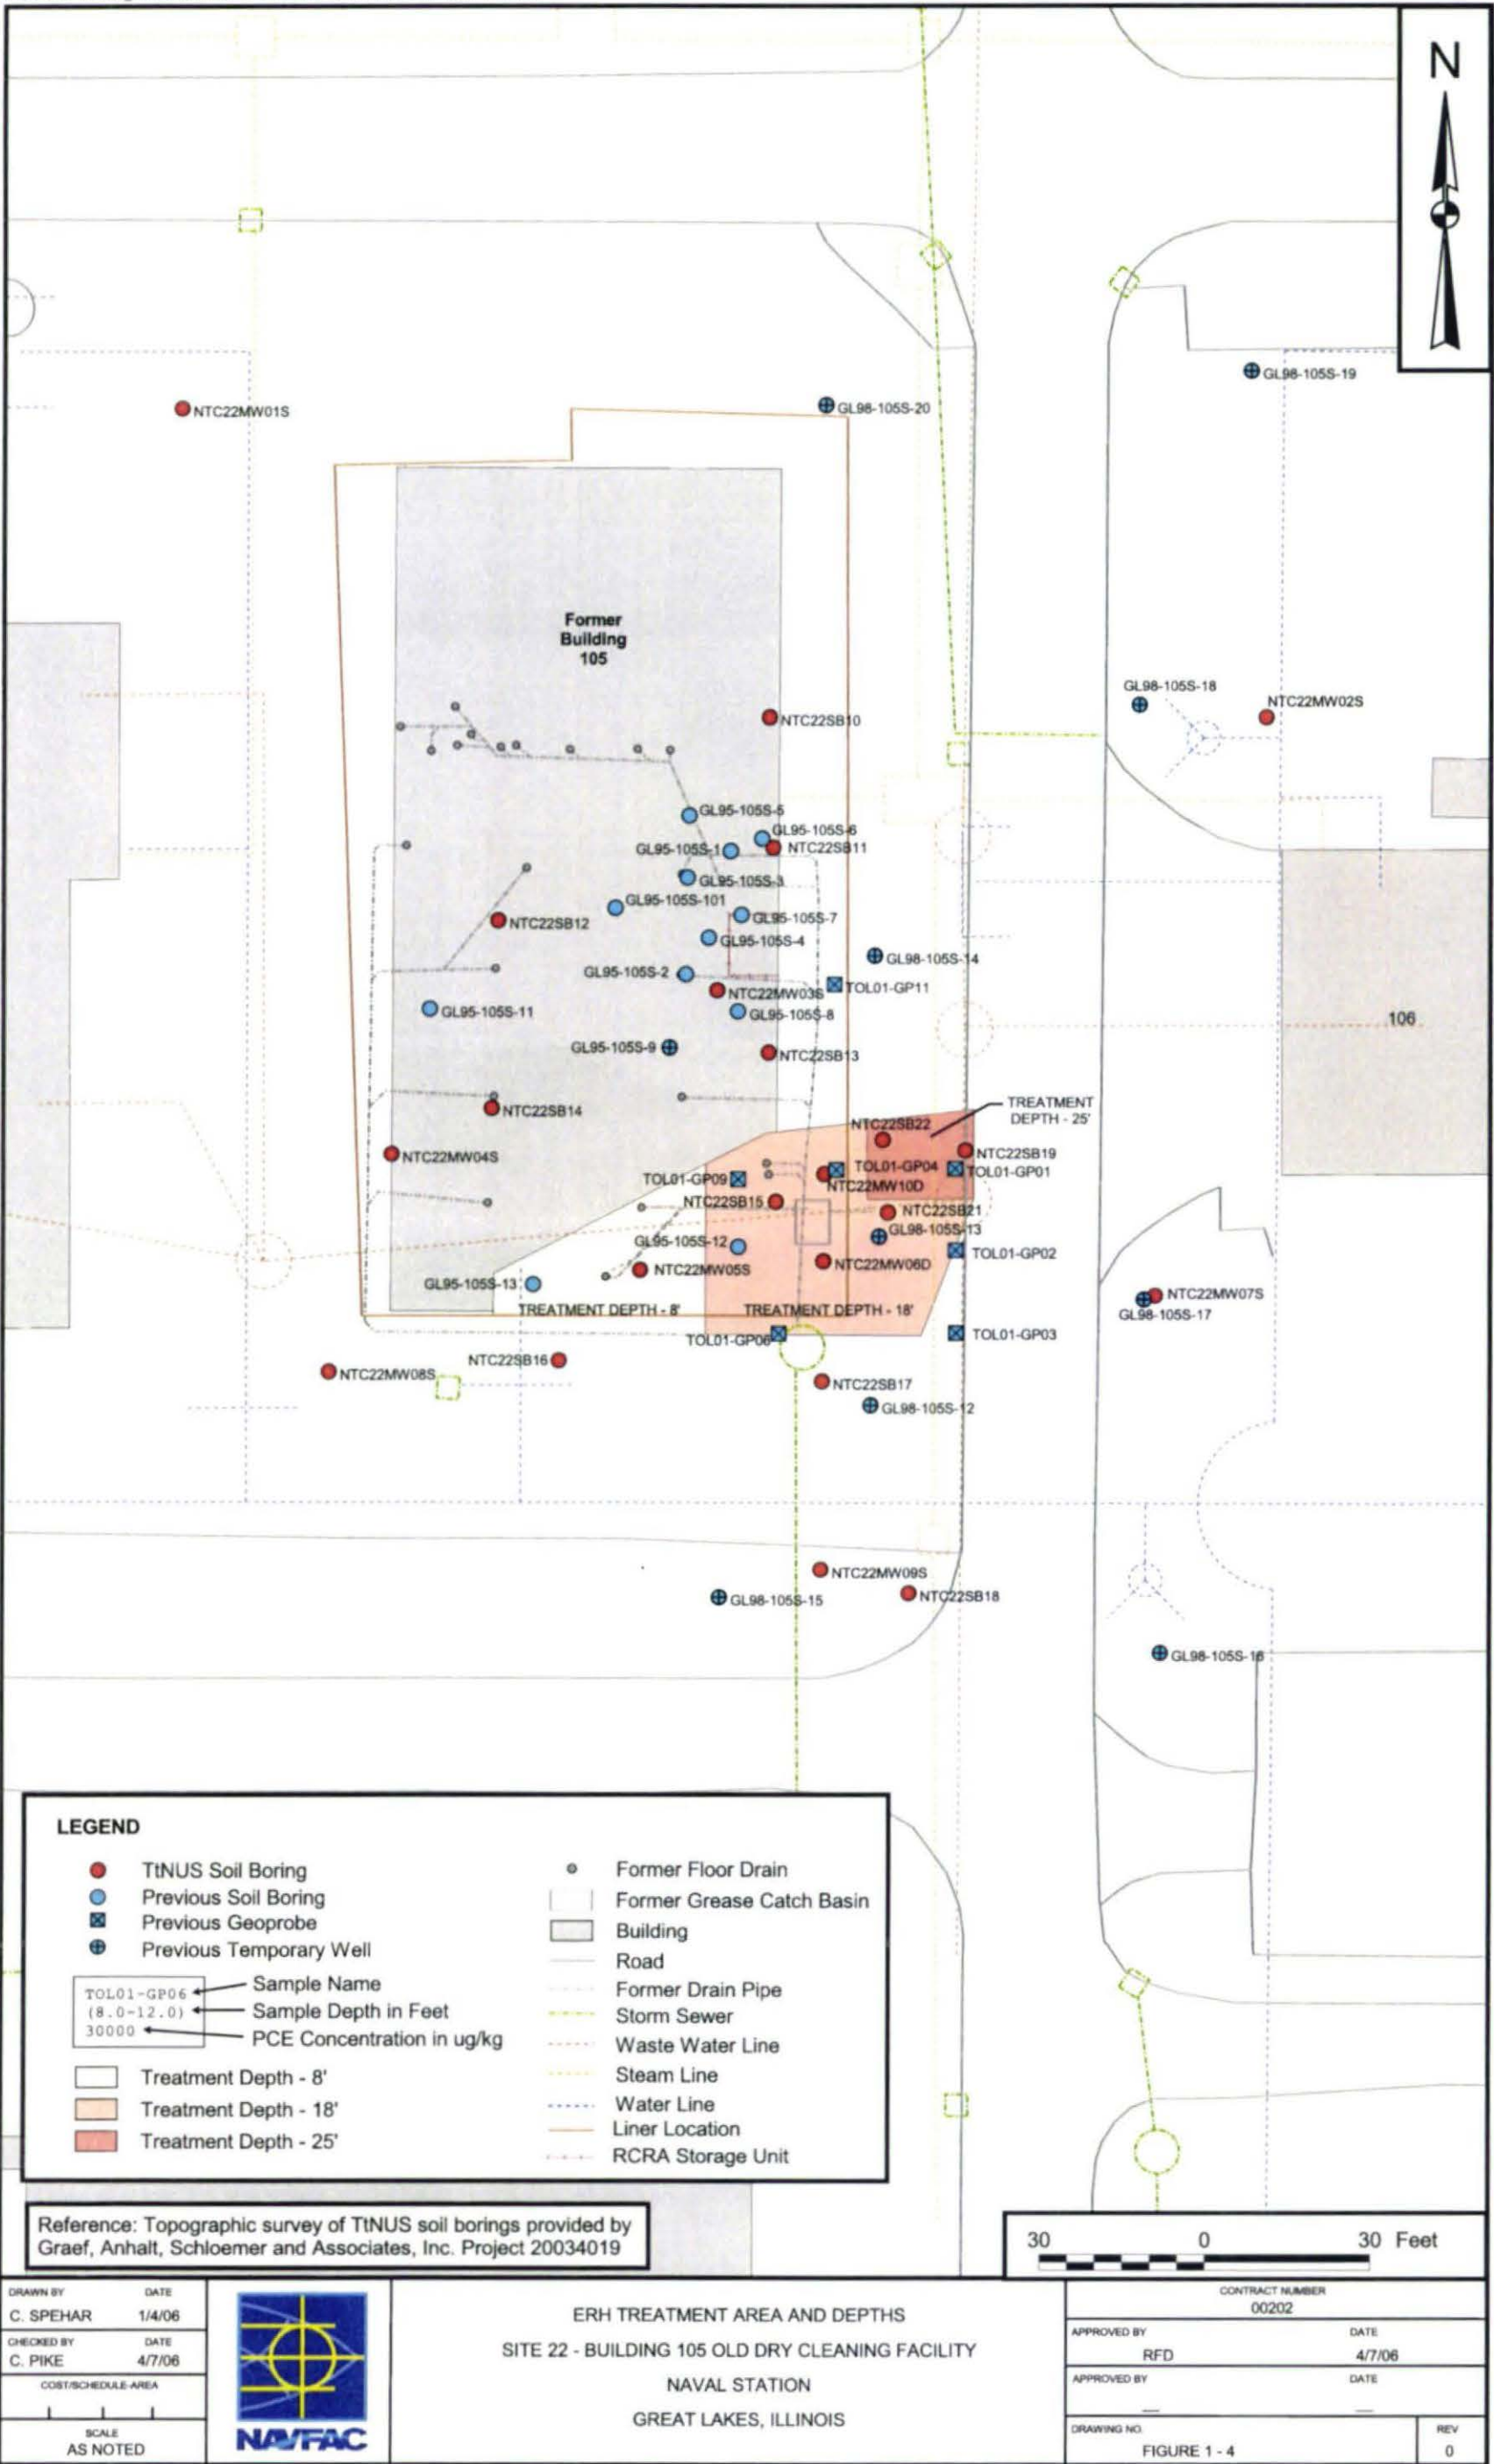 N
GL98-105S-19
NTC22MW01S
GL98-105S-20
Former
Building
105
GL98-105S-18
NTC22MW02S
NTC22SB10
GL95-105S-5
GL95-105S-6
GL95-105S-1
NTC22SB11
GL95-105S-3
GL95-105S-101
GL95-105S-7
NTC22SB12
GL95-105S-4
GL98-105S-14
GL95-105S-2
NTC22MW03S
TOL01-GP11
GL95-105S-11
GL95-105S-8
106
GL95-105S-9
NTC22SB13
TREATMENT
DEPTH - 25'
NTC22SB14
NTC22SB22
NTC22MW04S
NTC22SB19
TOL01-GP04
TOL01-GP01
TOL01-GP09
NTC22MW10D
NTC22SB15
NTC22SB21
GL98-105S-13
GL95-105S-12
TOL01-GP02
NTC22MW05S
NTC22MW06D
GL95-105S-13
NTC22MW07S
TREATMENT DEPTH - 8'
TREATMENT DEPTH - 18'
GL98-105S-17
TOL01-GP06
TOL01-GP03
NTC22SB16
NTC22MW08S
NTC22SB17
GL98-105S-12
NTC22MW09S
GL98-105S-15
NTC22SB18
GL98-105S-16
LEGEND
TtNUS Soil Boring
Previous Soil Boring
Previous Geoprobe
Previous Temporary Well
TOL01-GP06
(8.0-12.0)
30000
Sample Name
Sample Depth in Feet
PCE Concentration in ug/kg
Treatment Depth - 8'
Treatment Depth - 18'
Treatment Depth - 25'
Former Floor Drain
Former Grease Catch Basin
Building
Road
Former Drain Pipe
Storm Sewer
Waste Water Line
Steam Line
Water Line
Liner Location
RCRA Storage Unit
Reference: Topographic survey of TtNUS soil borings provided by
Graef, Anhalt, Schloemer and Associates, Inc. Project 20034019
30 0 30 Feet
DRAWN BY DATE
C. SPEHAR 1/4/06
CHECKED BY DATE
C. PIKE 4/7/06
COST/SCHEDULE-AREA
SCALE
AS NOTED
NAVFAC
ERH TREATMENT AREA AND DEPTHS
SITE 22 - BUILDING 105 OLD DRY CLEANING FACILITY
NAVAL STATION
GREAT LAKES, ILLINOIS
CONTRACT NUMBER
00202
APPROVED BY DATE
RFD 4/7/06
APPROVED BY DATE
— —
DRAWING NO.
FIGURE 1 - 4
REV
0